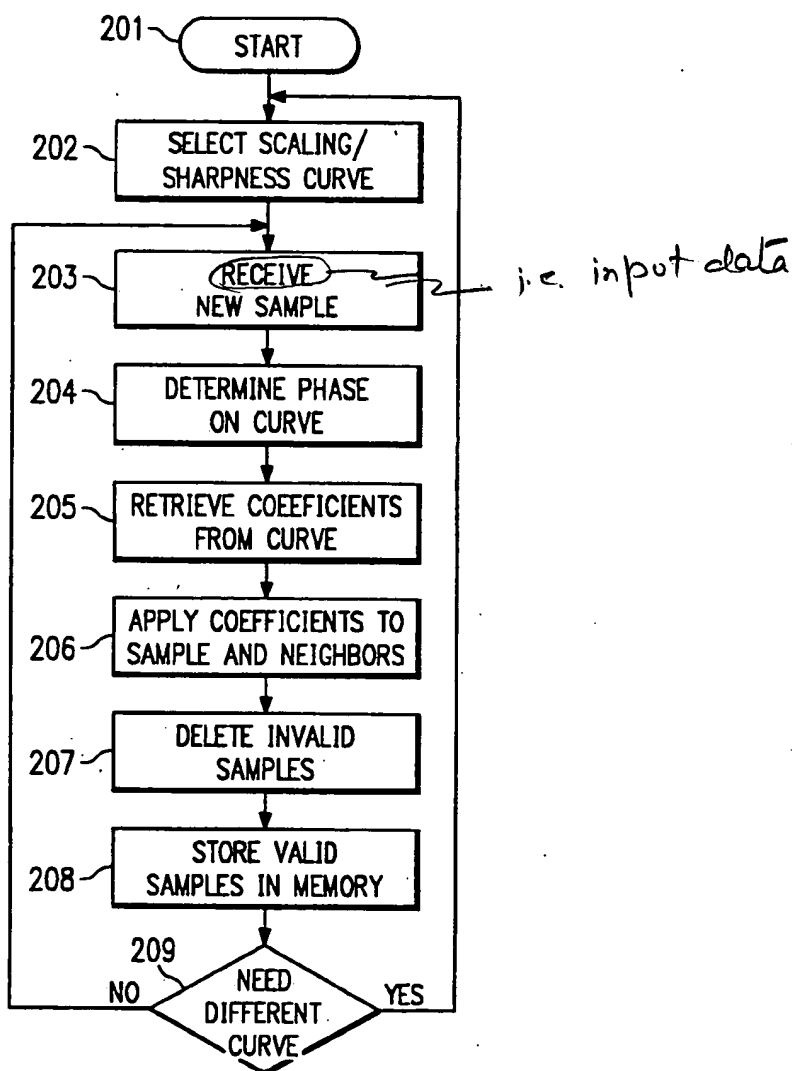 201
START
202
SELECT SCALING/
SHARPNESS CURVE
203
RECEIVE
NEW SAMPLE
i.e. input data
204
DETERMINE PHASE
ON CURVE
205
RETRIEVE COEEFICIENTS
FROM CURVE
206
APPLY COEFFICIENTS TO
SAMPLE AND NEIGHBORS
207
DELETE INVALID
SAMPLES
208
STORE VALID
SAMPLES IN MEMORY
209
NO
NEED
DIFFERENT
CURVE
YES